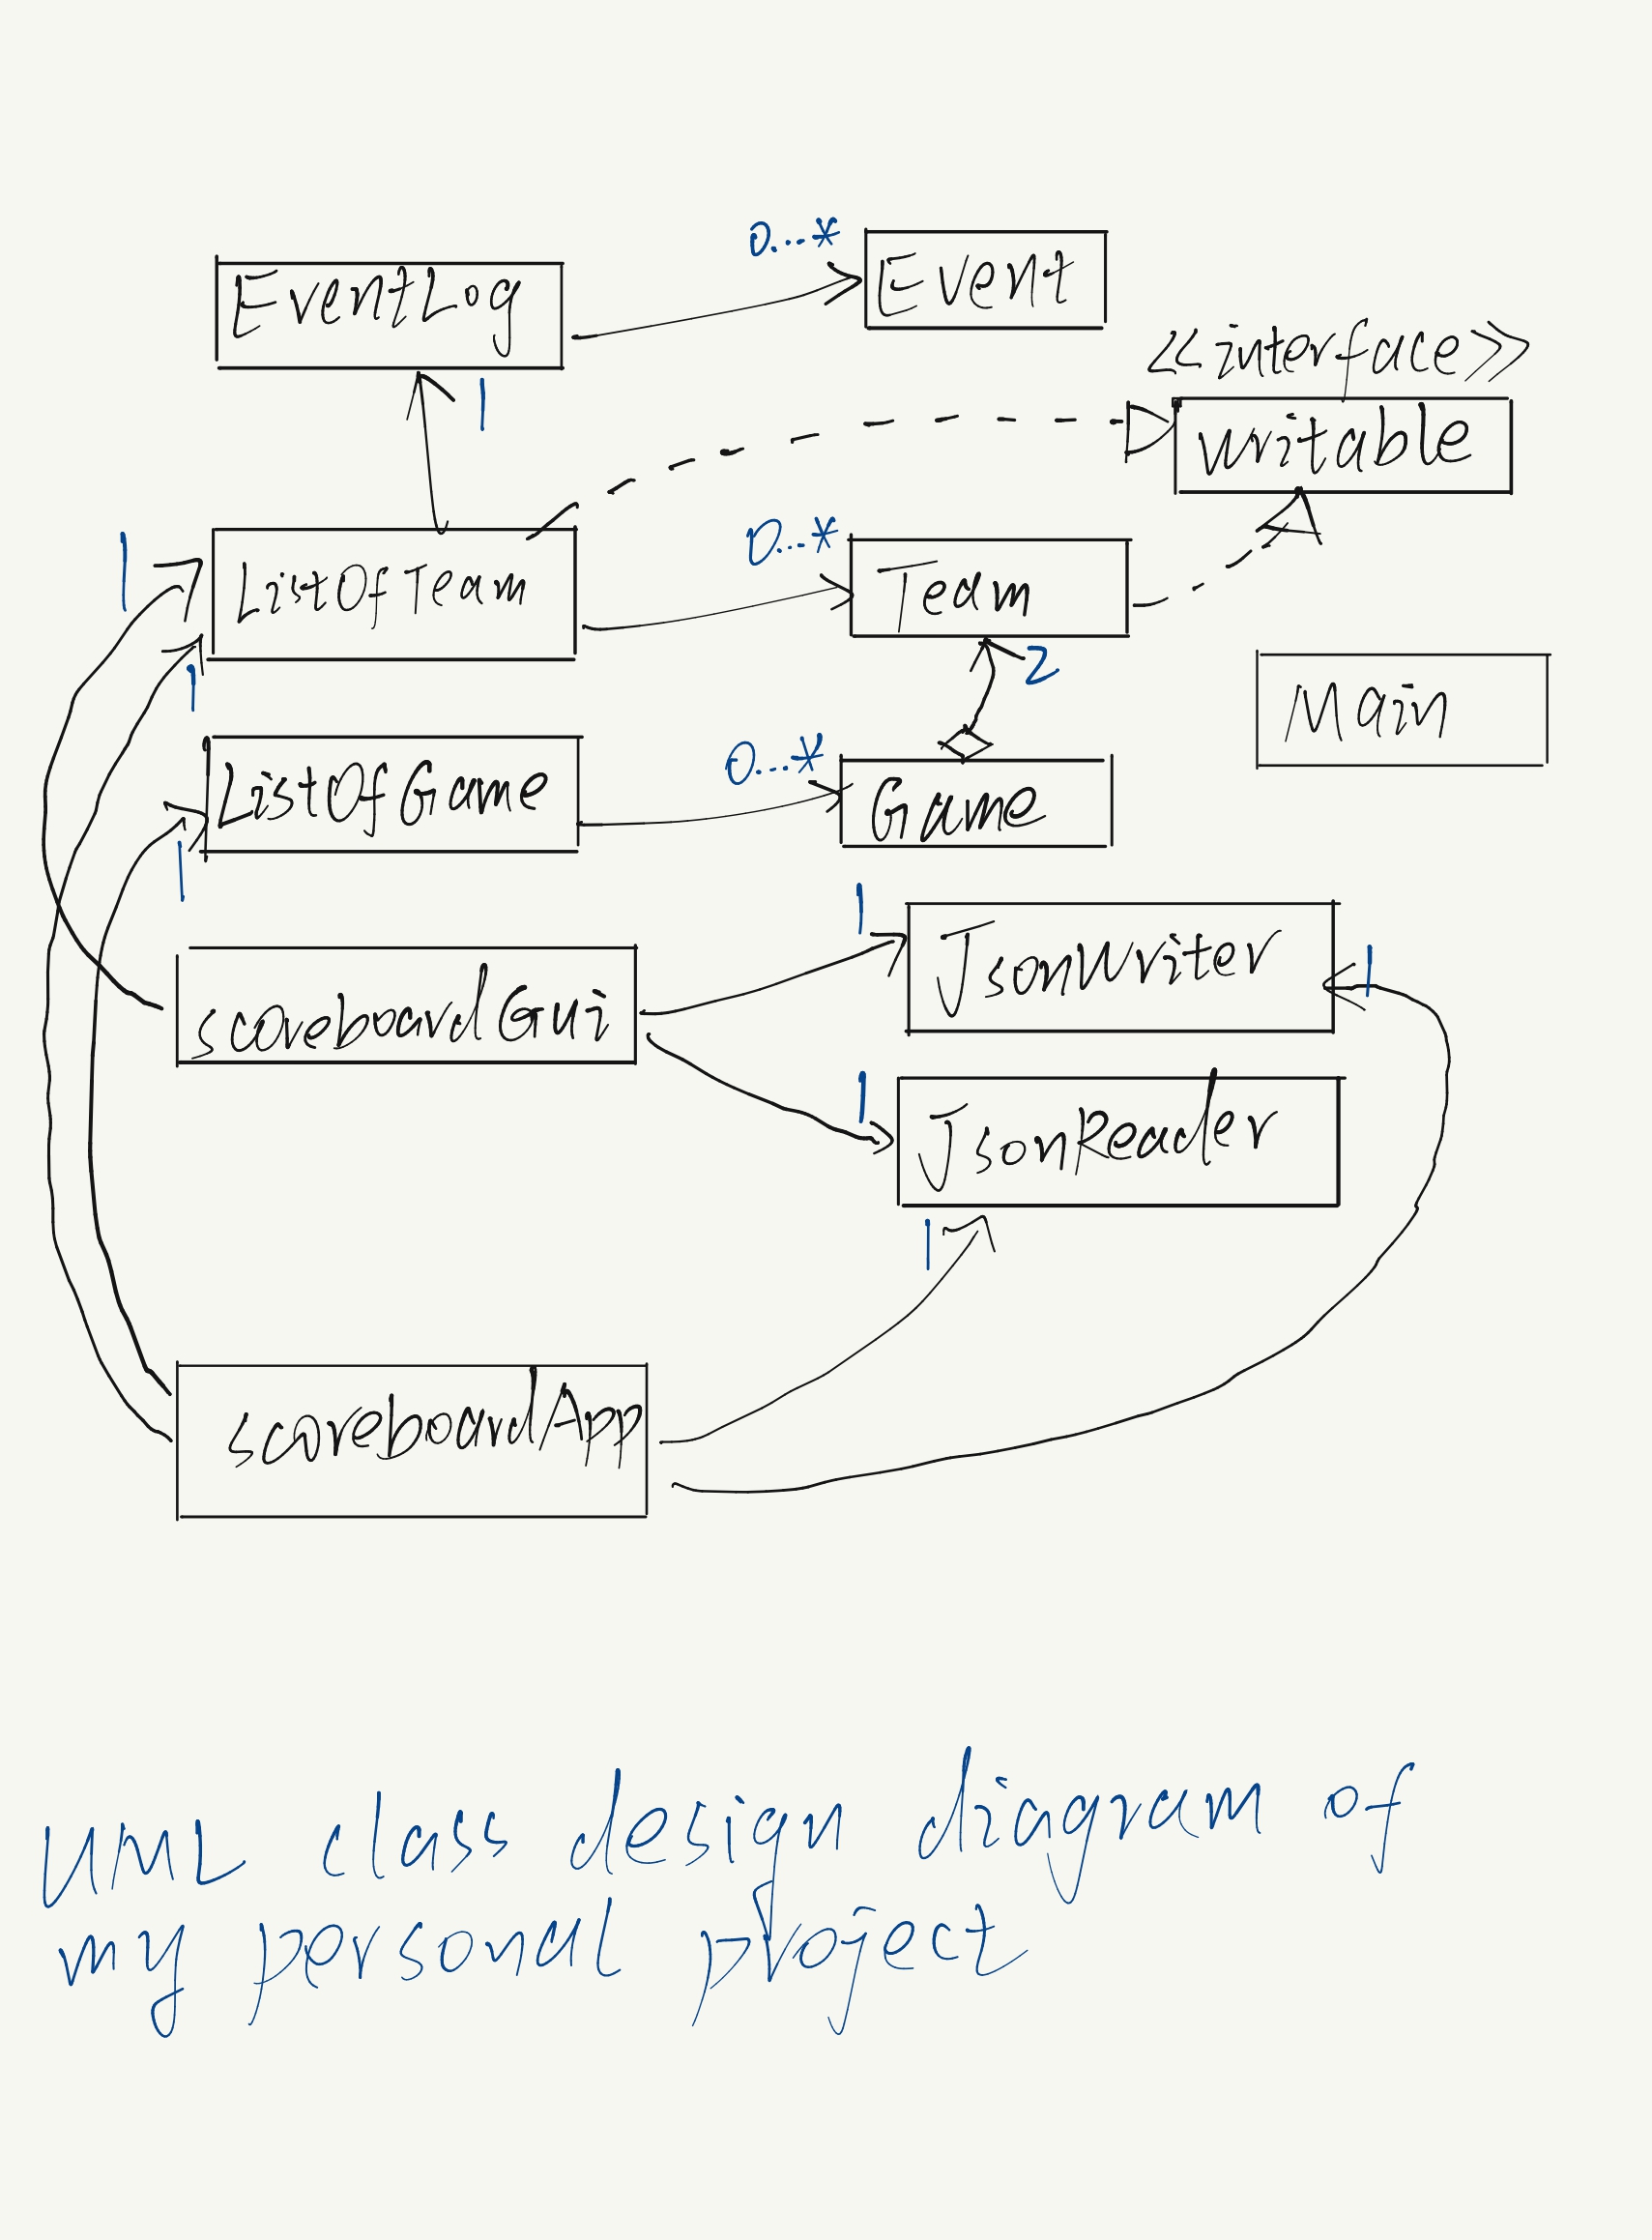 0...*
EventLog
Event
<<interface>>
1
writable
0...*
1
ListOfTeam
Team
2
1
Main
0...*
ListOfGame
Game
1
1
JsonWriter
1
scoreboardGui
1
JsonReader
1
scoreboardApp
UML class design diagram of
my personal project